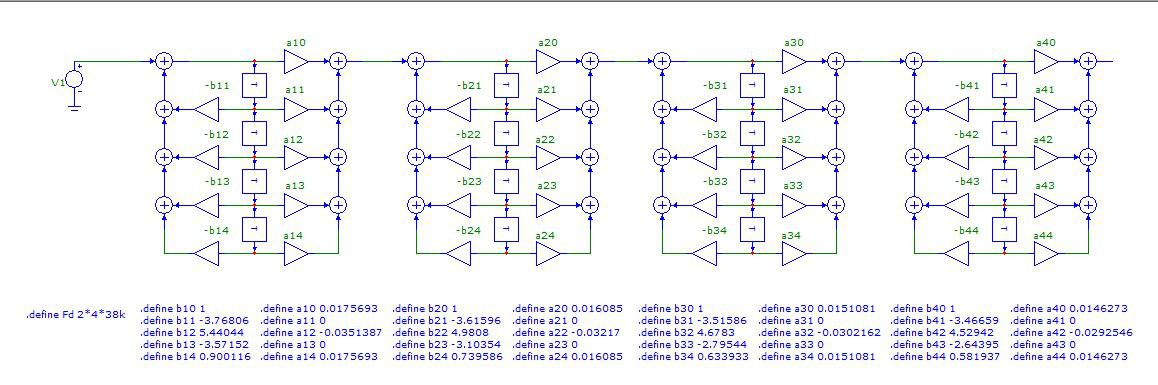 a10 a20 a30 a40
V1
-b11 T a11 -b21 T a21 -b31 T a31 -b41 T a41
-b12 T a12 -b22 T a22 -b32 T a32 -b42 T a42
-b13 T a13 -b23 T a23 -b33 T a33 -b43 T a43
-b14 T a14 -b24 T a24 -b34 T a34 -b44 T a44
.define Fd 2*4*38k
.define b10 1 .define a10 0.0175693 .define b20 1 .define a20 0.016085 .define b30 1 .define a30 0.0151081 .define b40 1 .define a40 0.0146273
.define b11 -3.76806 .define a11 0 .define b21 -3.61596 .define a21 0 .define b31 -3.51586 .define a31 0 .define b41 -3.46659 .define a41 0
.define b12 5.44044 .define a12 -0.0351387 .define b22 4.9808 .define a22 -0.03217 .define b32 4.6783 .define a32 -0.0302162 .define b42 4.52942 .define a42 -0.0292546
.define b13 -3.57152 .define a13 0 .define b23 -3.10354 .define a23 0 .define b33 -2.79544 .define a33 0 .define b43 -2.64395 .define a43 0
.define b14 0.900116 .define a14 0.0175693 .define b24 0.739586 .define a24 0.016085 .define b34 0.633933 .define a34 0.0151081 .define b44 0.581937 .define a44 0.0146273